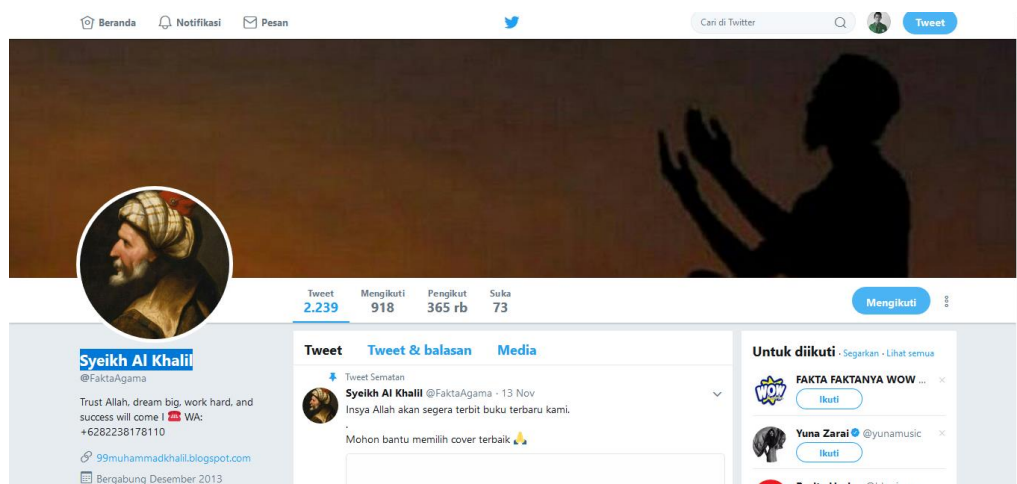 Beranda Notifikasi Pesan Cari di Twitter Tweet
Tweet Mengikuti Pengikut Suka
2.239 918 365 rb 73
Mengikuti
Syeikh Al Khalil
@FaktaAgama
Trust Allah, dream big, work hard, and
success will come I ☎️ WA:
+6282238178110
99muhammadkhalil.blogspot.com
Bergabung Desember 2013
Tweet Tweet & balasan Media
Tweet Sematan
Syeikh Al Khalil @FaktaAgama · 13 Nov
Insya Allah akan segera terbit buku terbaru kami.
.
Mohon bantu memilih cover terbaik 🙏
Untuk diikuti · Segarkan · Lihat semua
FAKTA FAKTANYA WOW ...
WOW
Ikuti
Yuna Zarai @yunamusic
Ikuti